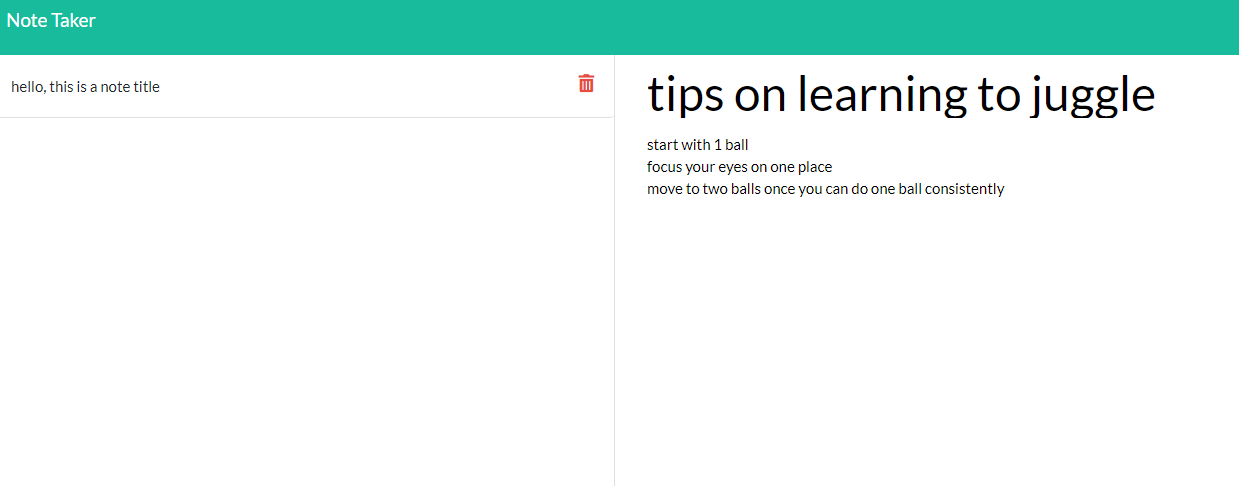 Note Taker
hello, this is a note title
tips on learning to juggle
start with 1 ball
focus your eyes on one place
move to two balls once you can do one ball consistently